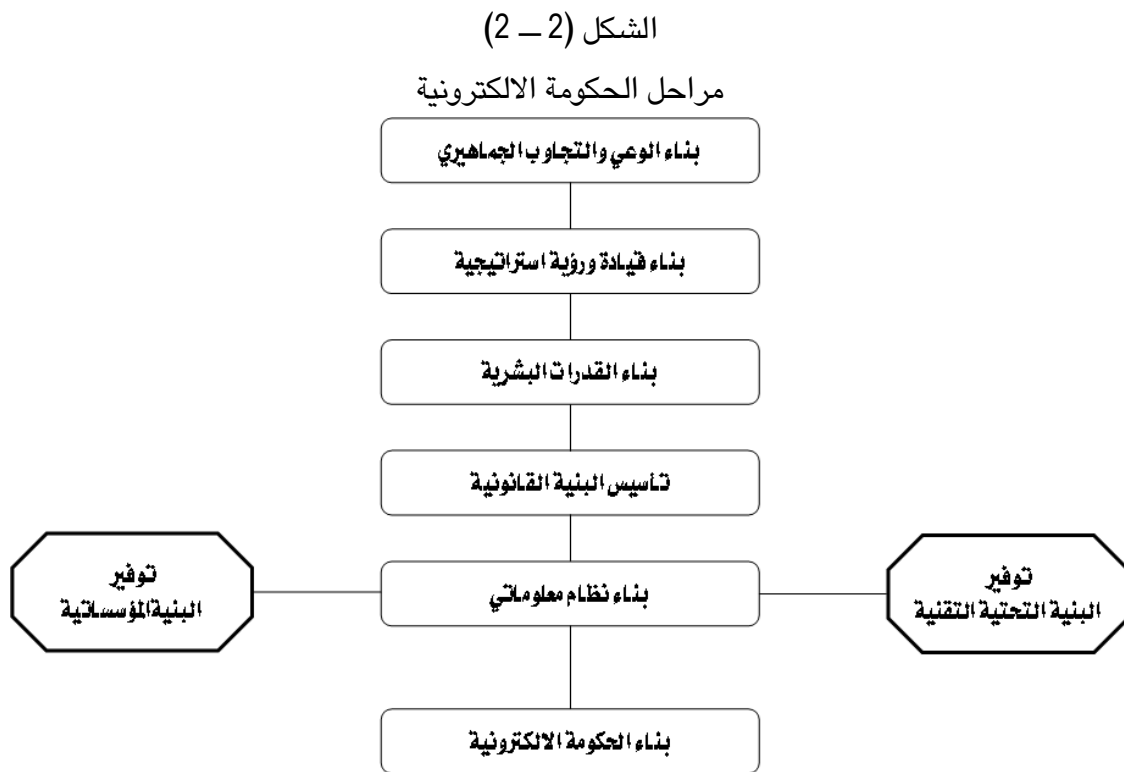 الشكل (2 – 2)
مراحل الحكومة الالكترونية
بناء الوعي والتجاوب الجماهيري
بناء قيادة ورؤية استراتيجية
بناء القدرات البشرية
تأسيس البنية القانونية
توفير
البنية التحتية التقنية
بناء نظام معلوماتي
توفير
البنية المؤسساتية
بناء الحكومة الالكترونية